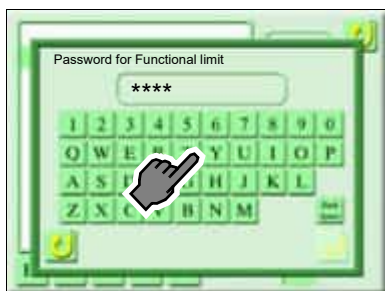 Password for Functional limit
****
1 2 3 4 5 6 7 8 9 0
Q W E R Y U I O P
A S H J K L
Z X C V B N M